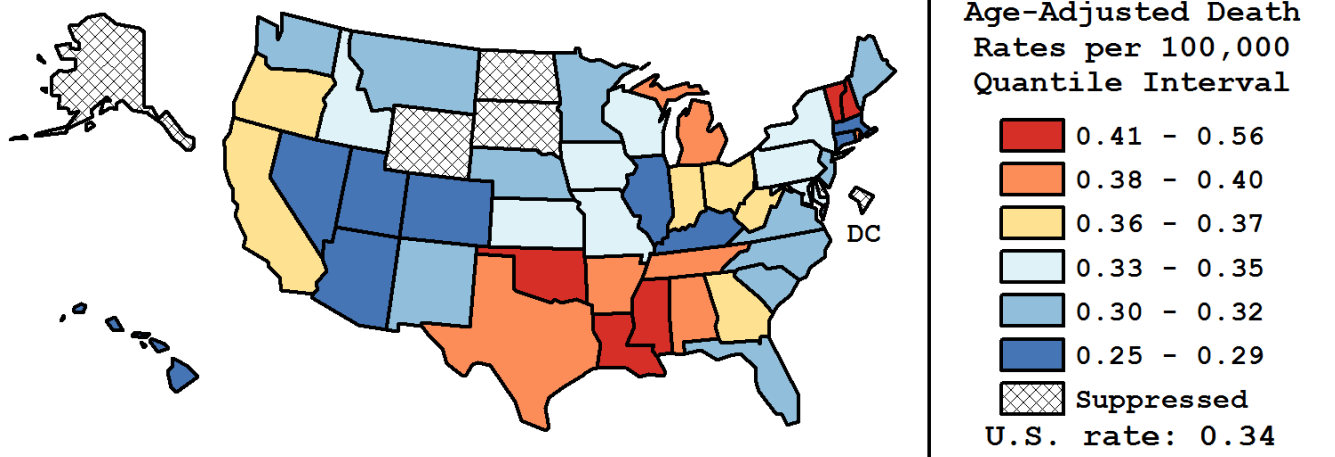 Age-Adjusted Death
Rates per 100,000
Quantile Interval
0.41 - 0.56
0.38 - 0.40
0.36 - 0.37
0.33 - 0.35
0.30 - 0.32
0.25 - 0.29
Suppressed
U.S. rate: 0.34
DC